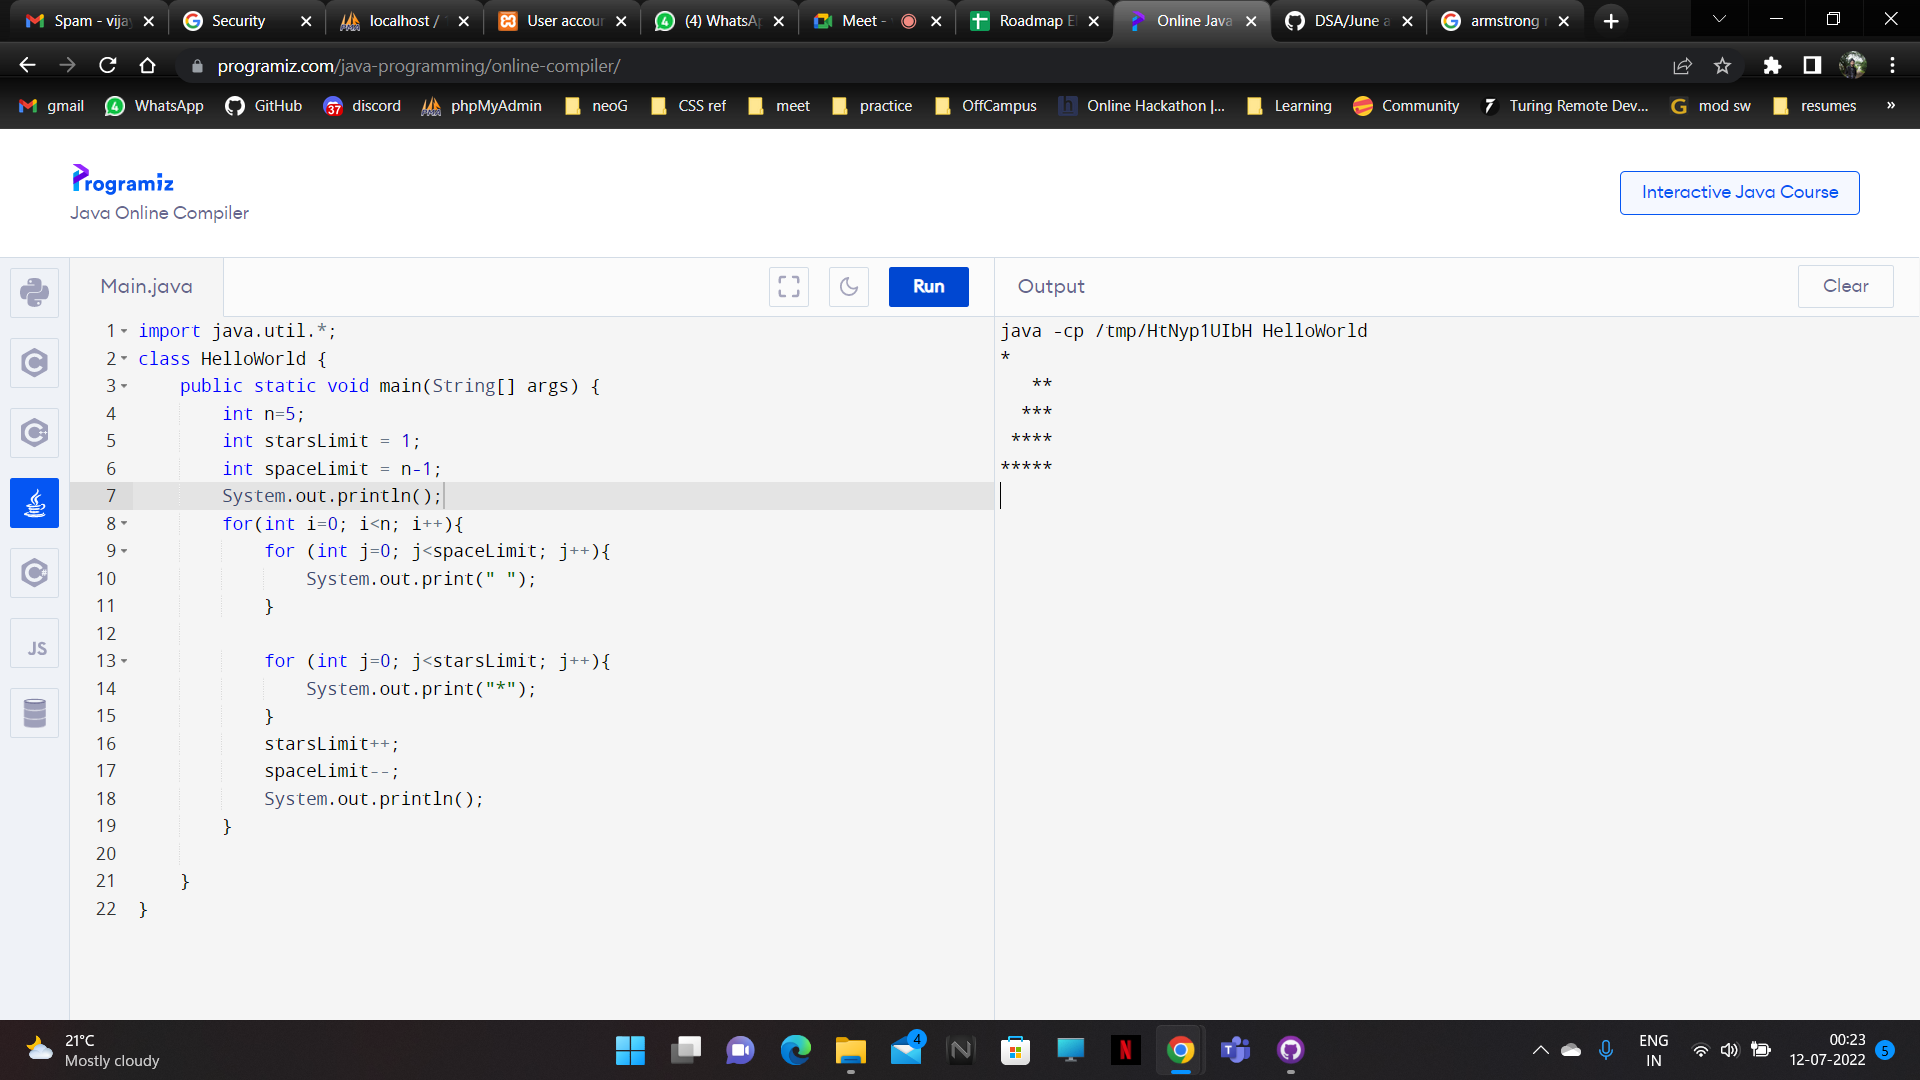 Spam - vijay
Security
localhost /
User accou
(4) WhatsAp
Meet -
Roadmap E
Online Java
DSA/June a
armstrong
programiz.com/java-programming/online-compiler/
gmail
WhatsApp
GitHub
37
discord
phpMyAdmin
neoG
CSS ref
meet
practice
OffCampus
Online Hackathon |...
Learning
Community
Turing Remote Dev...
mod sw
resumes
»
Programiz
Java Online Compiler
Interactive Java Course
Main.java
Run
Output
Clear
JS
1 import java.util.*;
2 class HelloWorld {
3     public static void main(String[] args) {
4         int n=5;
5         int starsLimit = 1;
6         int spaceLimit = n-1;
7         System.out.println();
8         for(int i=0; i<n; i++){
9             for (int j=0; j<spaceLimit; j++){
10                 System.out.print(" ");
11             }
12
13             for (int j=0; j<starsLimit; j++){
14                 System.out.print("*");
15             }
16             starsLimit++;
17             spaceLimit--;
18             System.out.println();
19         }
20
21     }
22 }
java -cp /tmp/HtNyp1UIbH HelloWorld
*
   **
  ***
 ****
*****
21°C
Mostly cloudy
4
ENG
IN
00:23
12-07-2022
5